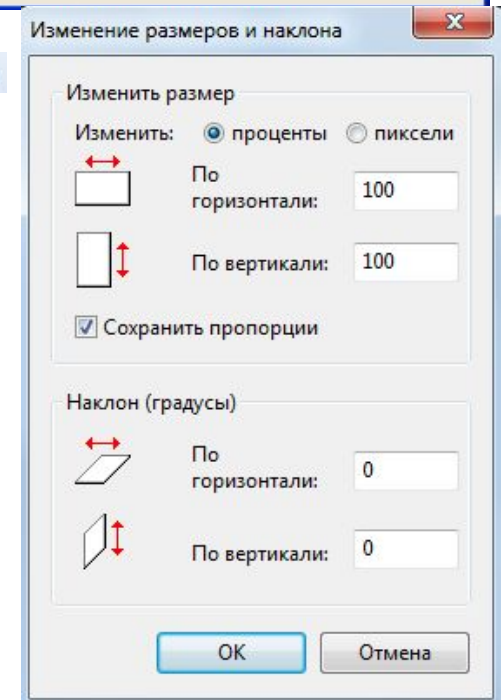 Изменение размеров и наклона
Изменить размер
Изменить: проценты пиксели
По
горизонтали: 100
По вертикали: 100
Сохранить пропорции
Наклон (градусы)
По
горизонтали: 0
По вертикали: 0
ОК Отмена